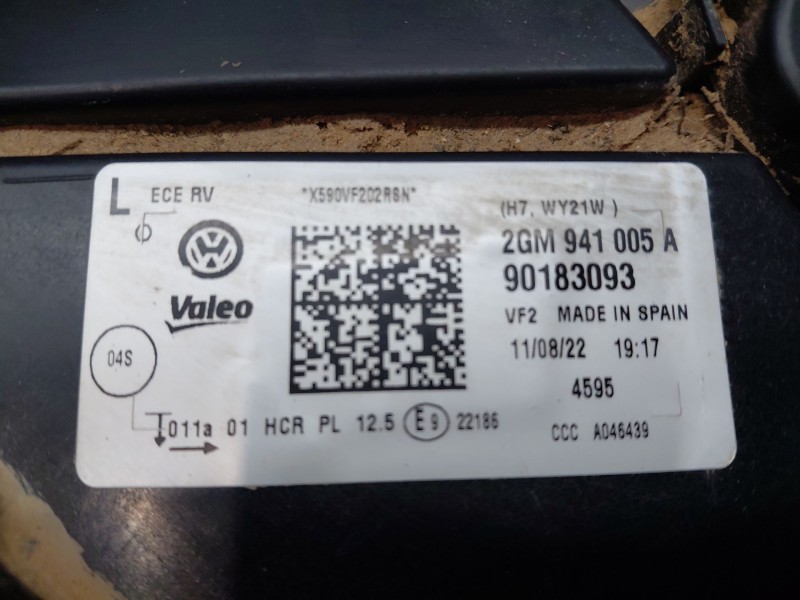 L ECE RV *X590VF202RSN* (H7, WY21W )
2GM 941 005 A
Valeo 90183093
VF2 MADE IN SPAIN
04S 11/08/22 19:17
4595
011a 01 HCR PL 12.5 E9 22186 CCC A046439